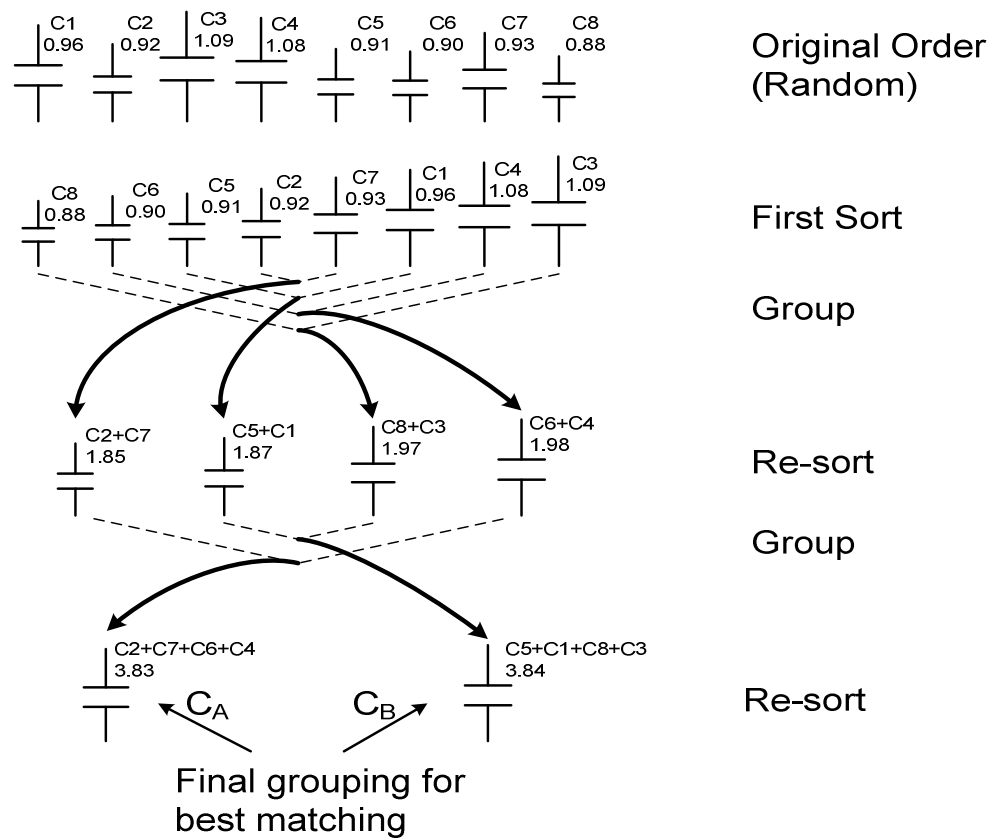 C1
0.96
C2
0.92
C3
1.09
C4
1.08
C5
0.91
C6
0.90
C7
0.93
C8
0.88
Original Order
(Random)
C8
0.88
C6
0.90
C5
0.91
C2
0.92
C7
0.93
C1
0.96
C4
1.08
C3
1.09
First Sort
Group
C2+C7
1.85
C5+C1
1.87
C8+C3
1.97
C6+C4
1.98
Re-sort
Group
C2+C7+C6+C4
3.83
C5+C1+C8+C3
3.84
Re-sort
CA
CB
Final grouping for
best matching